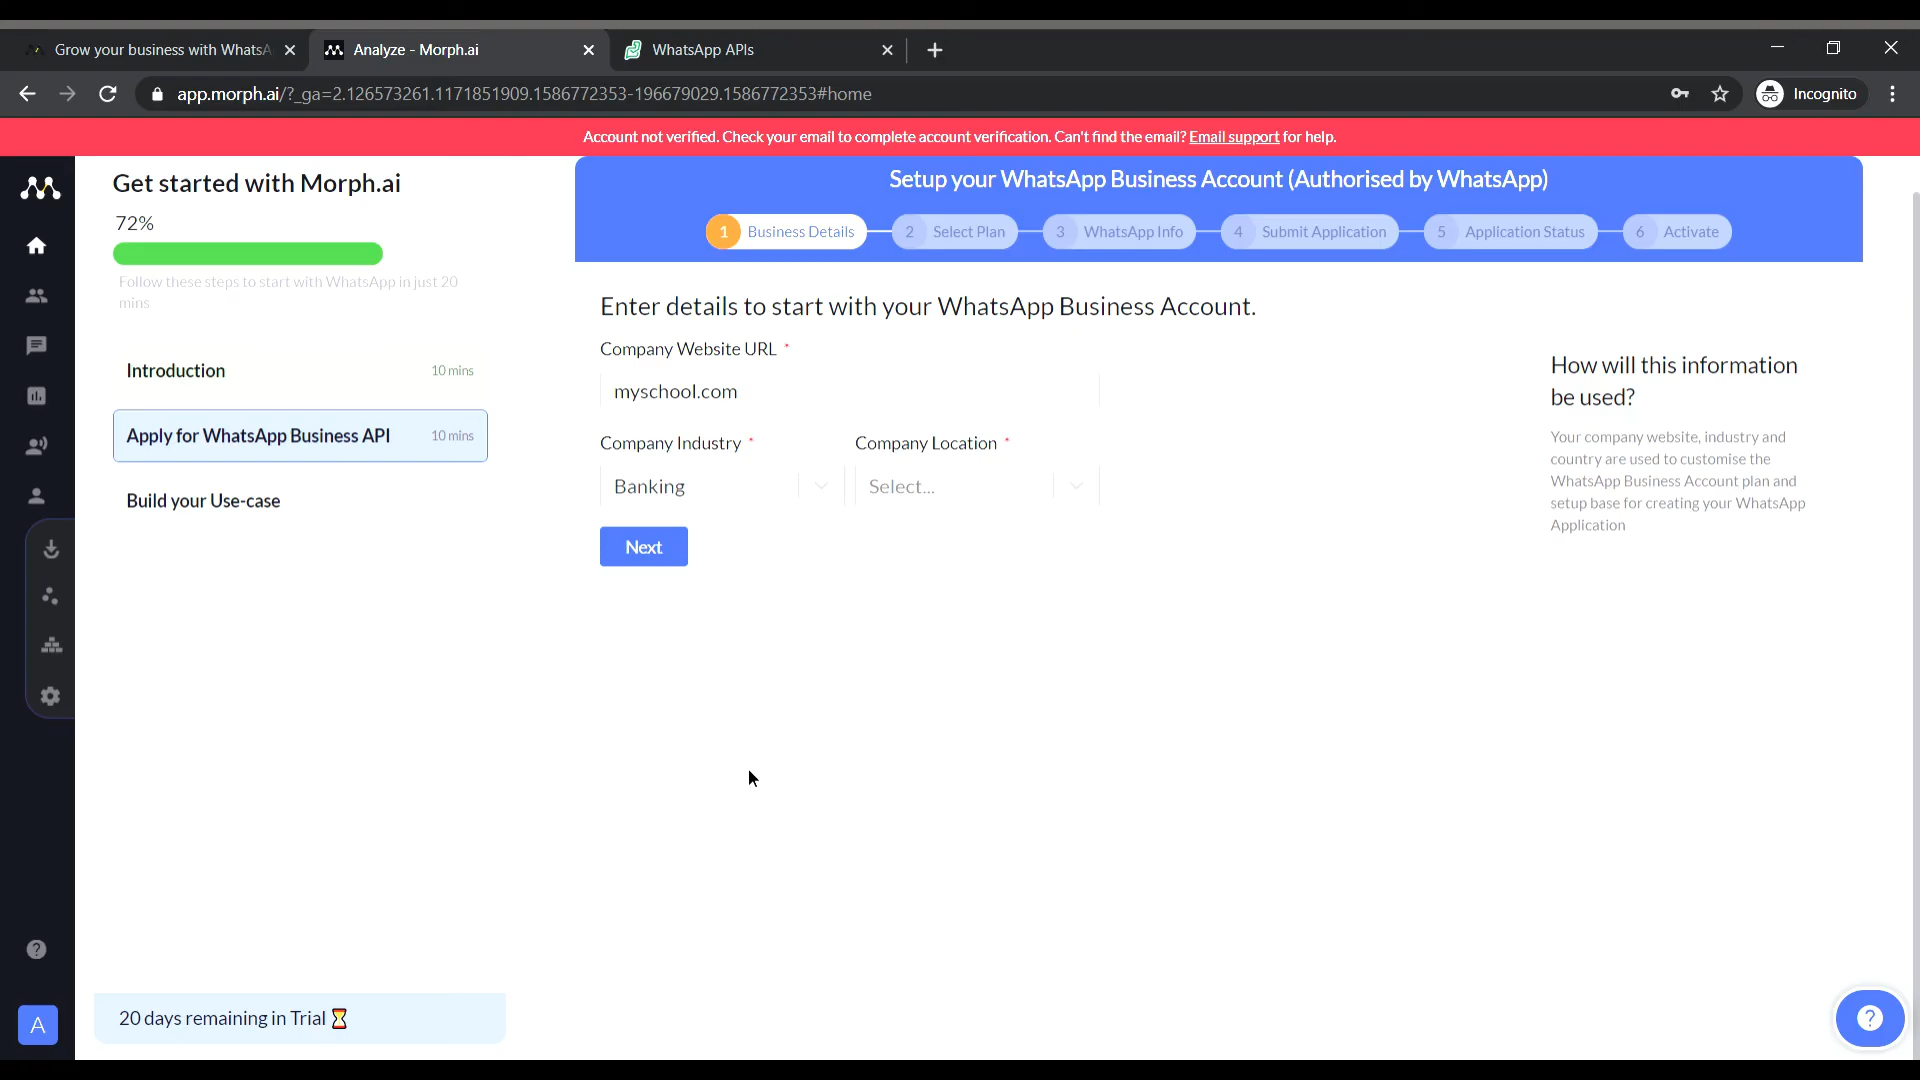 Grow your business with WhatsA
Analyze - Morph.ai
WhatsApp APIs
app.morph.ai/?_ga=2.126573261.1171851909.1586772353-196679029.1586772353#home
Incognito
Account not verified. Check your email to complete account verification. Can't find the email? Email support for help.
Get started with Morph.ai
72%
Follow these steps to start with WhatsApp in just 20
mins
Introduction 10 mins
Apply for WhatsApp Business API 10 mins
Build your Use-case
20 days remaining in Trial
A
Setup your WhatsApp Business Account (Authorised by WhatsApp)
1 Business Details
2 Select Plan
3 WhatsApp Info
4 Submit Application
5 Application Status
6 Activate
Enter details to start with your WhatsApp Business Account.
Company Website URL *
myschool.com
Company Industry * Company Location *
Banking Select...
Next
How will this information
be used?
Your company website, industry and
country are used to customise the
WhatsApp Business Account plan and
setup base for creating your WhatsApp
Application